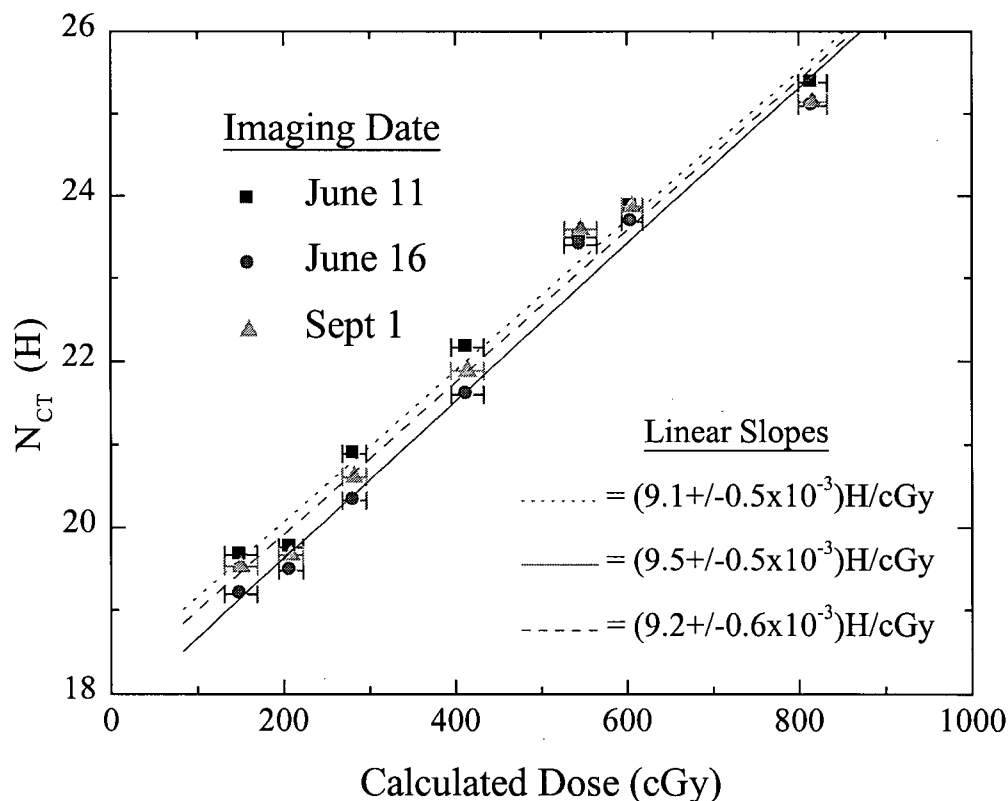 26
24
22
20
18
N_CT (H)
Imaging Date
June 11
June 16
Sept 1
Linear Slopes
= (9.1+/-0.5x10⁻³)H/cGy
= (9.5+/-0.5x10⁻³)H/cGy
= (9.2+/-0.6x10⁻³)H/cGy
0 200 400 600 800 1000
Calculated Dose (cGy)